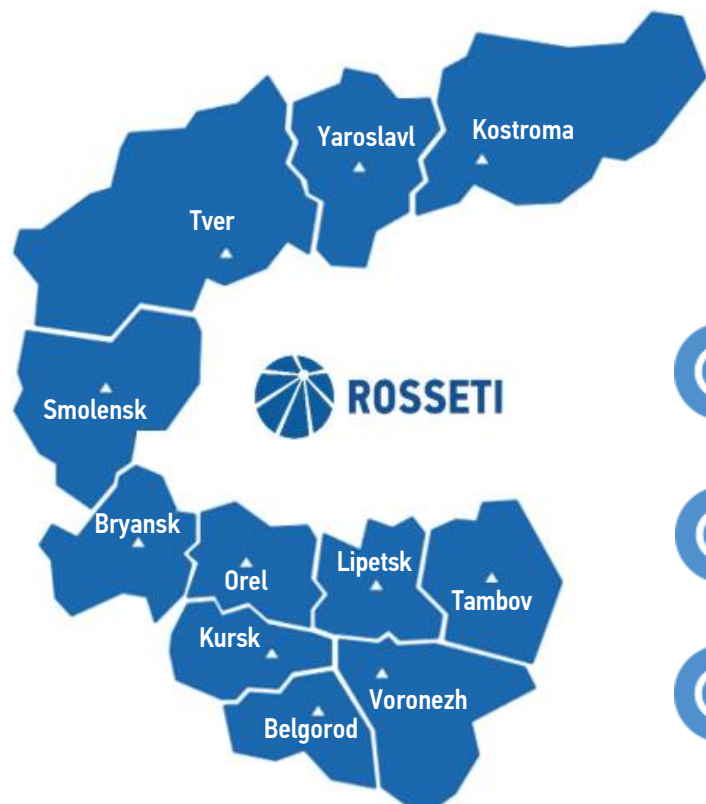 Yaroslavl
Kostroma
Tver
ROSSETI
Smolensk
Bryansk
Orel
Lipetsk
Tambov
Kursk
Voronezh
Belgorod